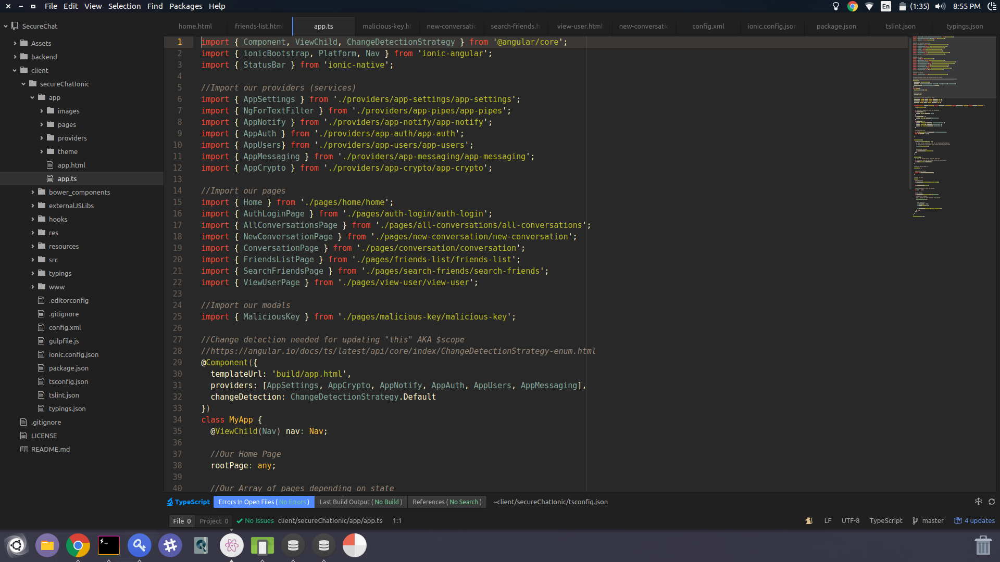 File Edit View Selection Find Packages Help
En (1:35) 8:55 PM
SecureChat
Assets
backend
client
secureChatIonic
app
images
pages
providers
theme
app.html
app.ts
bower_components
externalJSLibs
hooks
res
resources
src
typings
www
.editorconfig
.gitignore
config.xml
gulpfile.js
ionic.config.json
package.json
tsconfig.json
tslint.json
typings.json
.gitignore
LICENSE
README.md
home.html friends-list.html app.ts malicious-key.ht new-conversatio search-friends.h view-user.html new-conversatio config.xml ionic.config.json package.json tslint.json typings.json
1 import { Component, ViewChild, ChangeDetectionStrategy } from '@angular/core';
2 import { ionicBootstrap, Platform, Nav } from 'ionic-angular';
3 import { StatusBar } from 'ionic-native';
4
5 //Import our providers (services)
6 import { AppSettings } from './providers/app-settings/app-settings';
7 import { NgForTextFilter } from './providers/app-pipes/app-pipes';
8 import { AppNotify } from './providers/app-notify/app-notify';
9 import { AppAuth } from './providers/app-auth/app-auth';
10 import { AppUsers} from './providers/app-users/app-users';
11 import { AppMessaging } from './providers/app-messaging/app-messaging';
12 import { AppCrypto } from './providers/app-crypto/app-crypto';
13
14 //Import our pages
15 import { Home } from './pages/home/home';
16 import { AuthLoginPage } from './pages/auth-login/auth-login';
17 import { AllConversationsPage } from './pages/all-conversations/all-conversations';
18 import { NewConversationPage } from './pages/new-conversation/new-conversation';
19 import { ConversationPage } from './pages/conversation/conversation';
20 import { FriendsListPage } from './pages/friends-list/friends-list';
21 import { SearchFriendsPage } from './pages/search-friends/search-friends';
22 import { ViewUserPage } from './pages/view-user/view-user';
23
24 //Import our modals
25 import { MaliciousKey } from './pages/malicious-key/malicious-key';
26
27 //Change detection needed for updating "this" AKA $scope
28 //https://angular.io/docs/ts/latest/api/core/index/ChangeDetectionStrategy-enum.html
29 @Component({
30 templateUrl: 'build/app.html',
31 providers: [AppSettings, AppCrypto, AppNotify, AppAuth, AppUsers, AppMessaging],
32 changeDetection: ChangeDetectionStrategy.Default
33 })
34 class MyApp {
35 @ViewChild(Nav) nav: Nav;
36
37 //Our Home Page
38 rootPage: any;
39
40 //Our Array of pages depending on state
TypeScript Errors In Open Files ( No Errors ) Last Build Output ( No Build ) References ( No Search ) ~client/secureChatIonic/tsconfig.json
File 0 Project 0 No Issues client/secureChatIonic/app/app.ts 1:1 LF UTF-8 TypeScript master 4 updates